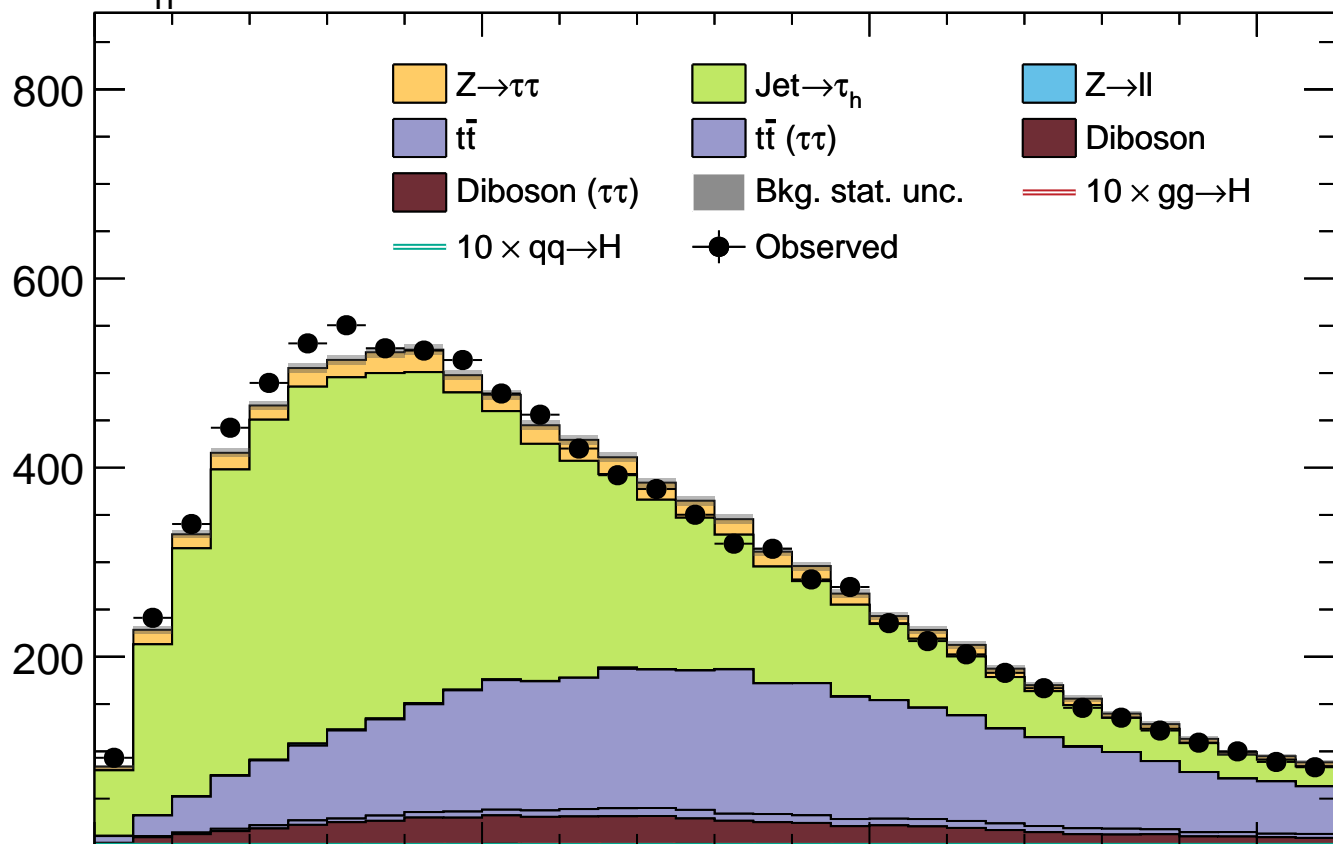 800
600
400
200
Z→ττ Jet→τₕ Z→ll
tt̄ tt̄ (ττ) Diboson
Diboson (ττ) Bkg. stat. unc. 10 × gg→H
10 × qq→H Observed